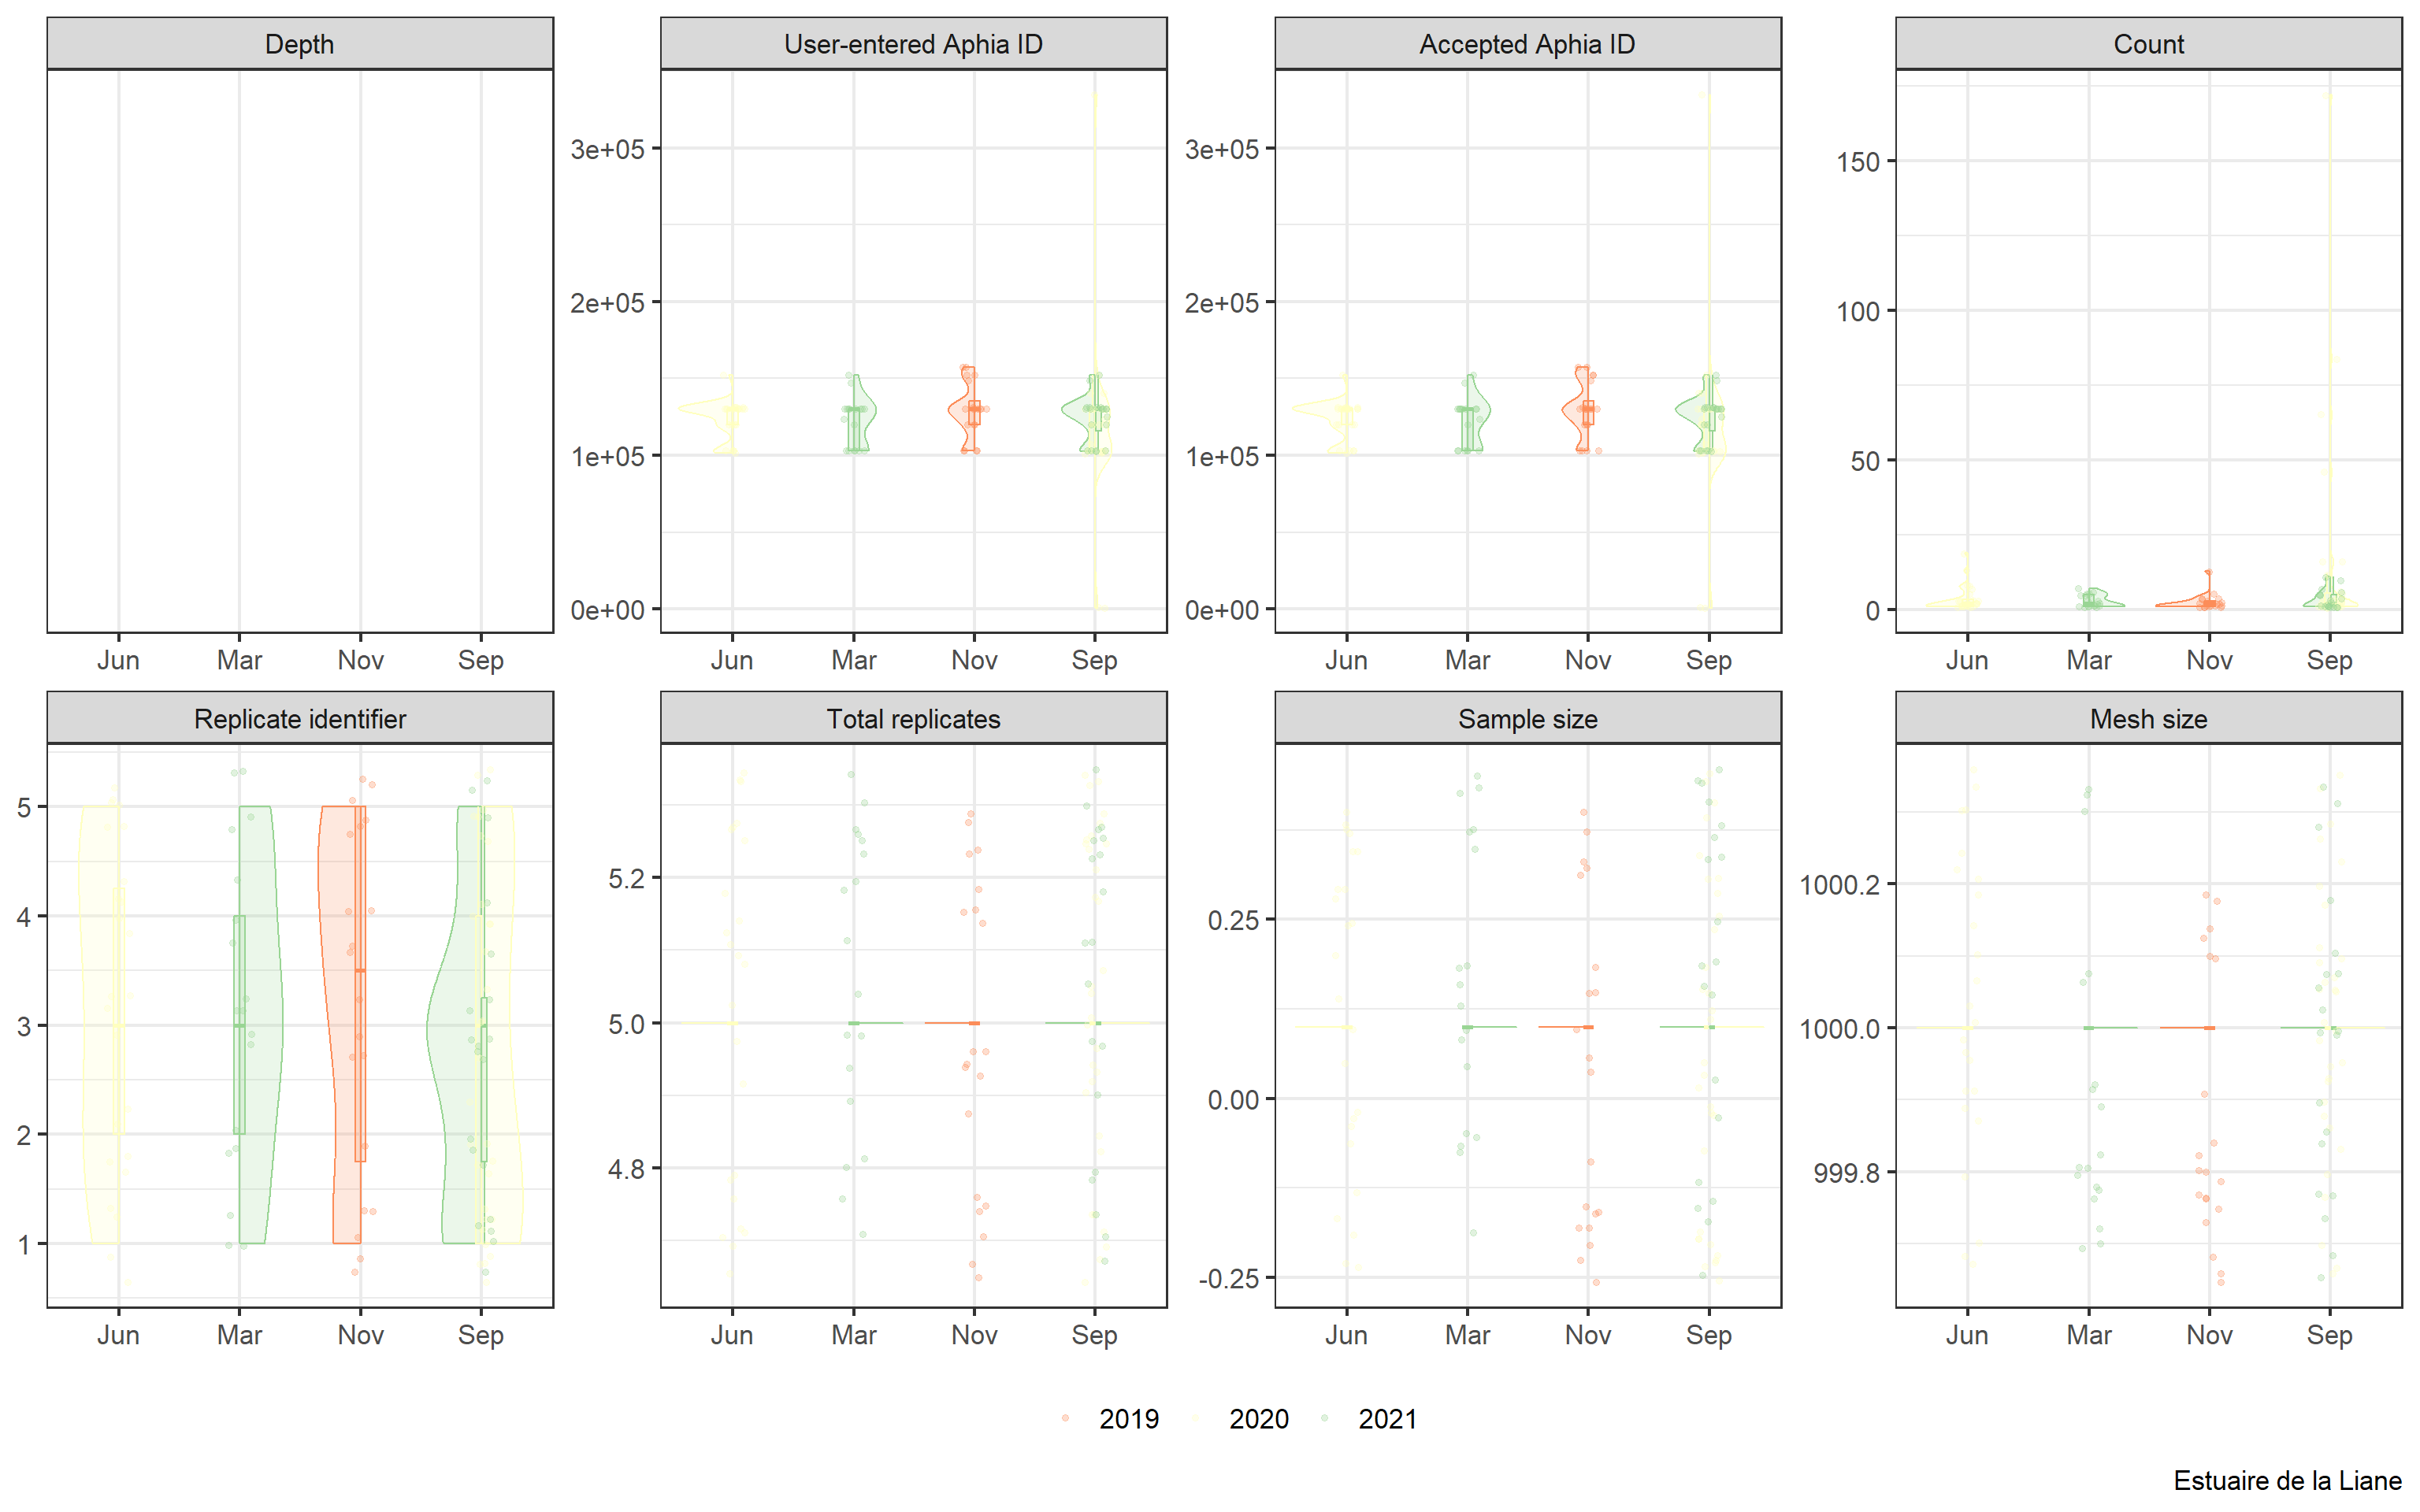 Depth
User-entered Aphia ID
Accepted Aphia ID
Count
3e+05
2e+05
1e+05
0e+00
3e+05
2e+05
1e+05
0e+00
150
100
50
0
Jun Mar Nov Sep
Jun Mar Nov Sep
Jun Mar Nov Sep
Jun Mar Nov Sep
Replicate identifier
Total replicates
Sample size
Mesh size
5
4
3
2
1
5.2
5.0
4.8
0.25
0.00
-0.25
1000.2
1000.0
999.8
Jun Mar Nov Sep
Jun Mar Nov Sep
Jun Mar Nov Sep
Jun Mar Nov Sep
2019 2020 2021
Estuaire de la Liane